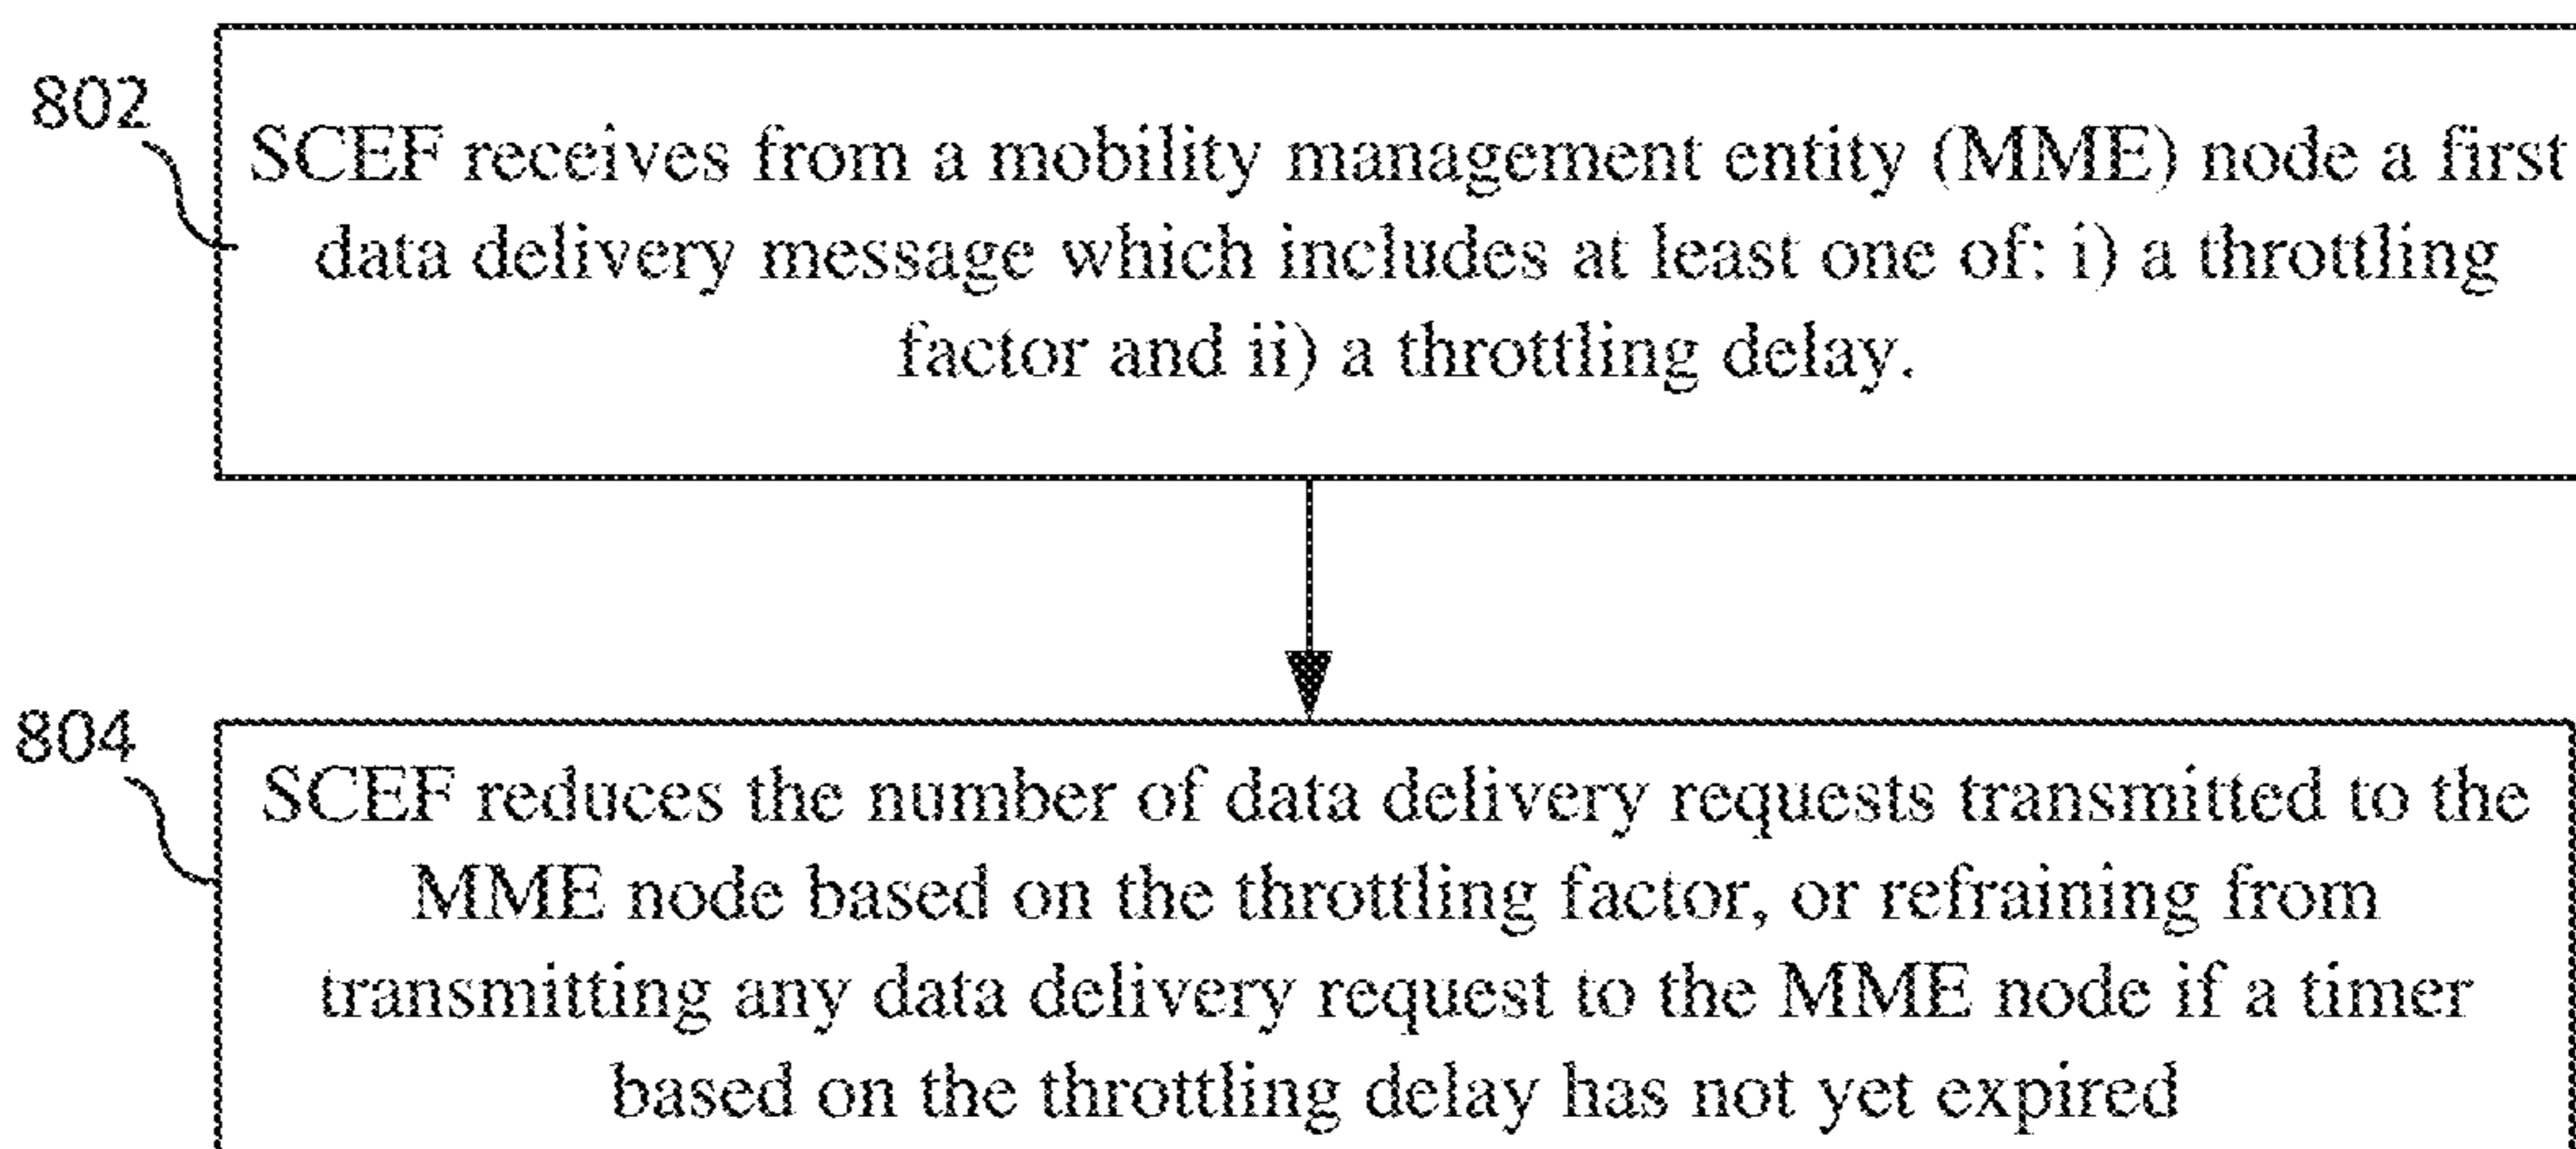 802
SCEF receives from a mobility management entity (MME) node a first
data delivery message which includes at least one of: i) a throttling
factor and ii) a throttling delay.
804
SCEF reduces the number of data delivery requests transmitted to the
MME node based on the throttling factor, or refraining from
transmitting any data delivery request to the MME node if a timer
based on the throttling delay has not yet expired